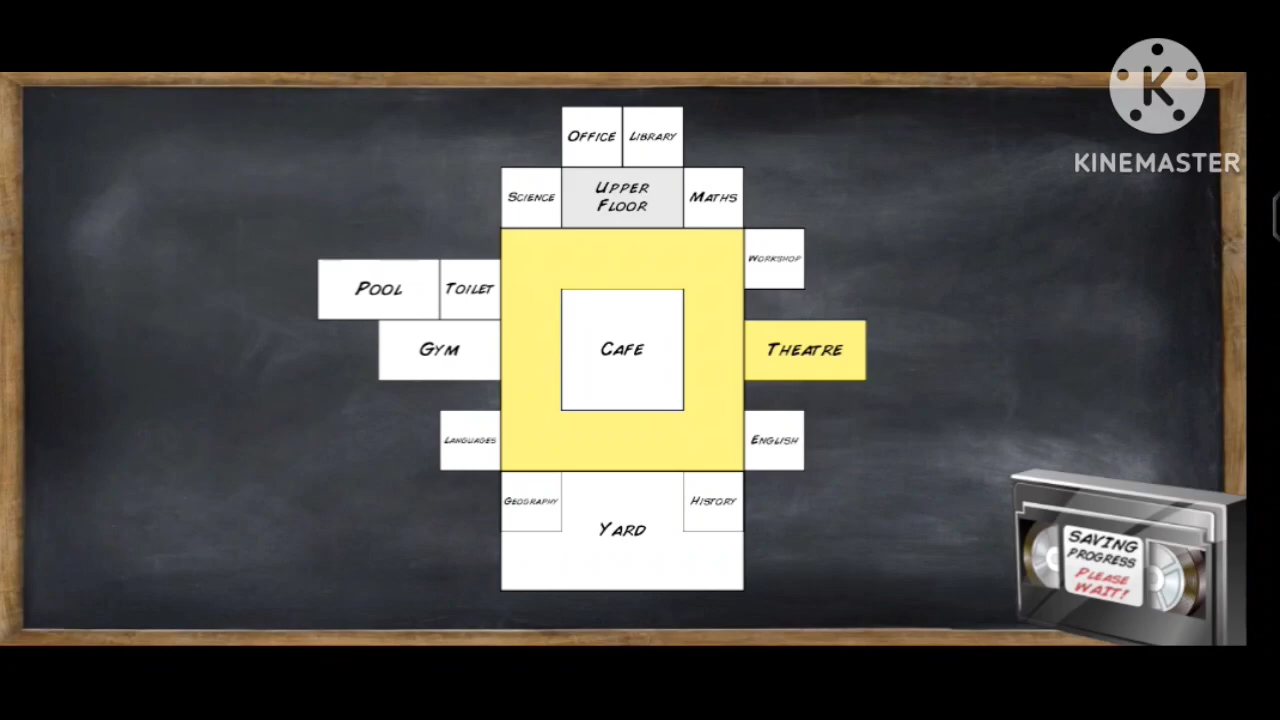 KINEMASTER
OFFICE
LIBRARY
SCIENCE
UPPER
FLOOR
MATHS
WORKSHOP
POOL
TOILET
GYM
CAFE
THEATRE
LANGUAGES
ENGLISH
GEOGRAPHY
HISTORY
YARD
SAVING
PROGRESS
PLEASE
WAIT!